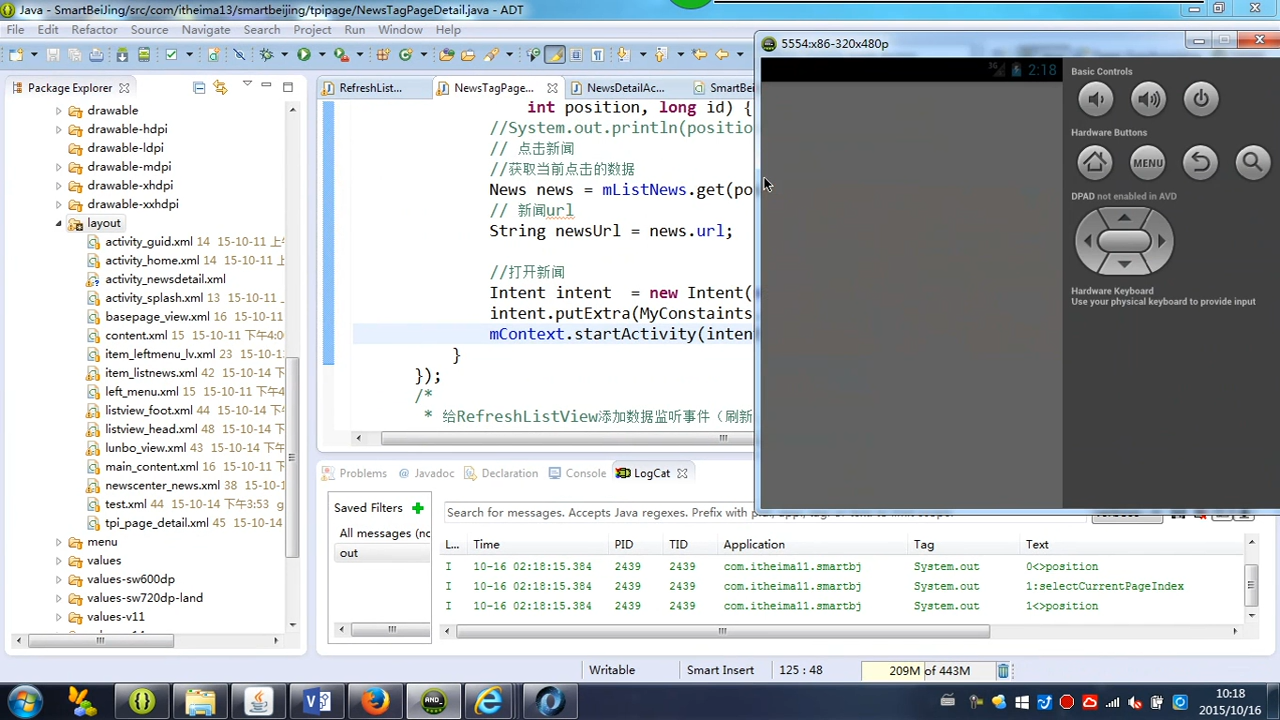 Java - SmartBeiJing/src/com/itheima13/smartbeijing/tpipage/NewsTagPageDetail.java - ADT
File Edit Refactor Source Navigate Search Project Run Window Help
5554:x86-320x480p
Package Explorer
RefreshList...
NewsTagPage...
NewsDetailAc...
SmartBei
3G 2:18
Basic Controls
Hardware Buttons
MENU
DPAD not enabled in AVD
Hardware Keyboard
Use your physical keyboard to provide input
drawable
drawable-hdpi
drawable-ldpi
drawable-mdpi
drawable-xhdpi
drawable-xxhdpi
layout
activity_guid.xml 14 15-10-11 上
activity_home.xml 14 15-10-11
activity_newsdetail.xml
activity_splash.xml 13 15-10-1
basepage_view.xml 15 15-10-1
content.xml 15 15-10-11 下午4:0
item_leftmenu_lv.xml 23 15-10-
item_listnews.xml 42 15-10-14
left_menu.xml 15 15-10-11 下午4
listview_foot.xml 44 15-10-14
listview_head.xml 48 15-10-14
lunbo_view.xml 43 15-10-14 下
main_content.xml 16 15-10-11
newscenter_news.xml 38 15-10-
test.xml 44 15-10-14 下午3:53 g
tpi_page_detail.xml 45 15-10-14
menu
values
values-sw600dp
values-sw720dp-land
values-v11
int position, long id) {
//System.out.println(positio
// 点击新闻
//获取当前点击的数据
News news = mListNews.get(po
// 新闻url
String newsUrl = news.url;
//打开新闻
Intent intent = new Intent(
intent.putExtra(MyConstaints
mContext.startActivity(inten
}
});
/*
* 给RefreshListView添加数据监听事件（刷新
Problems Javadoc Declaration Console LogCat
Saved Filters
All messages (no
out
Search for messages. Accepts Java regexes. Prefix with
L... Time PID TID Application Tag Text
I 10-16 02:18:15.384 2439 2439 com.itheima11.smartbj System.out 0<>position
I 10-16 02:18:15.384 2439 2439 com.itheima11.smartbj System.out 1:selectCurrentPageIndex
I 10-16 02:18:15.384 2439 2439 com.itheima11.smartbj System.out 1<>position
Writable Smart Insert 125 : 48 209M of 443M
10:18
2015/10/16